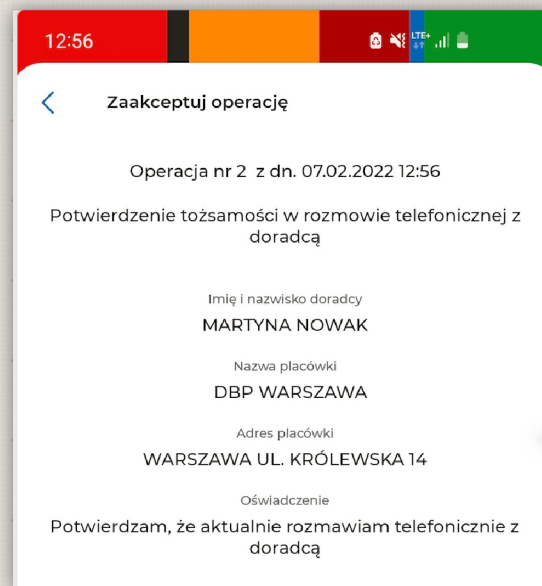 12:56
LTE+
Zaakceptuj operację
Operacja nr 2 z dn. 07.02.2022 12:56
Potwierdzenie tożsamości w rozmowie telefonicznej z
doradcą
Imię i nazwisko doradcy
MARTYNA NOWAK
Nazwa placówki
DBP WARSZAWA
Adres placówki
WARSZAWA UL. KRÓLEWSKA 14
Oświadczenie
Potwierdzam, że aktualnie rozmawiam telefonicznie z
doradcą